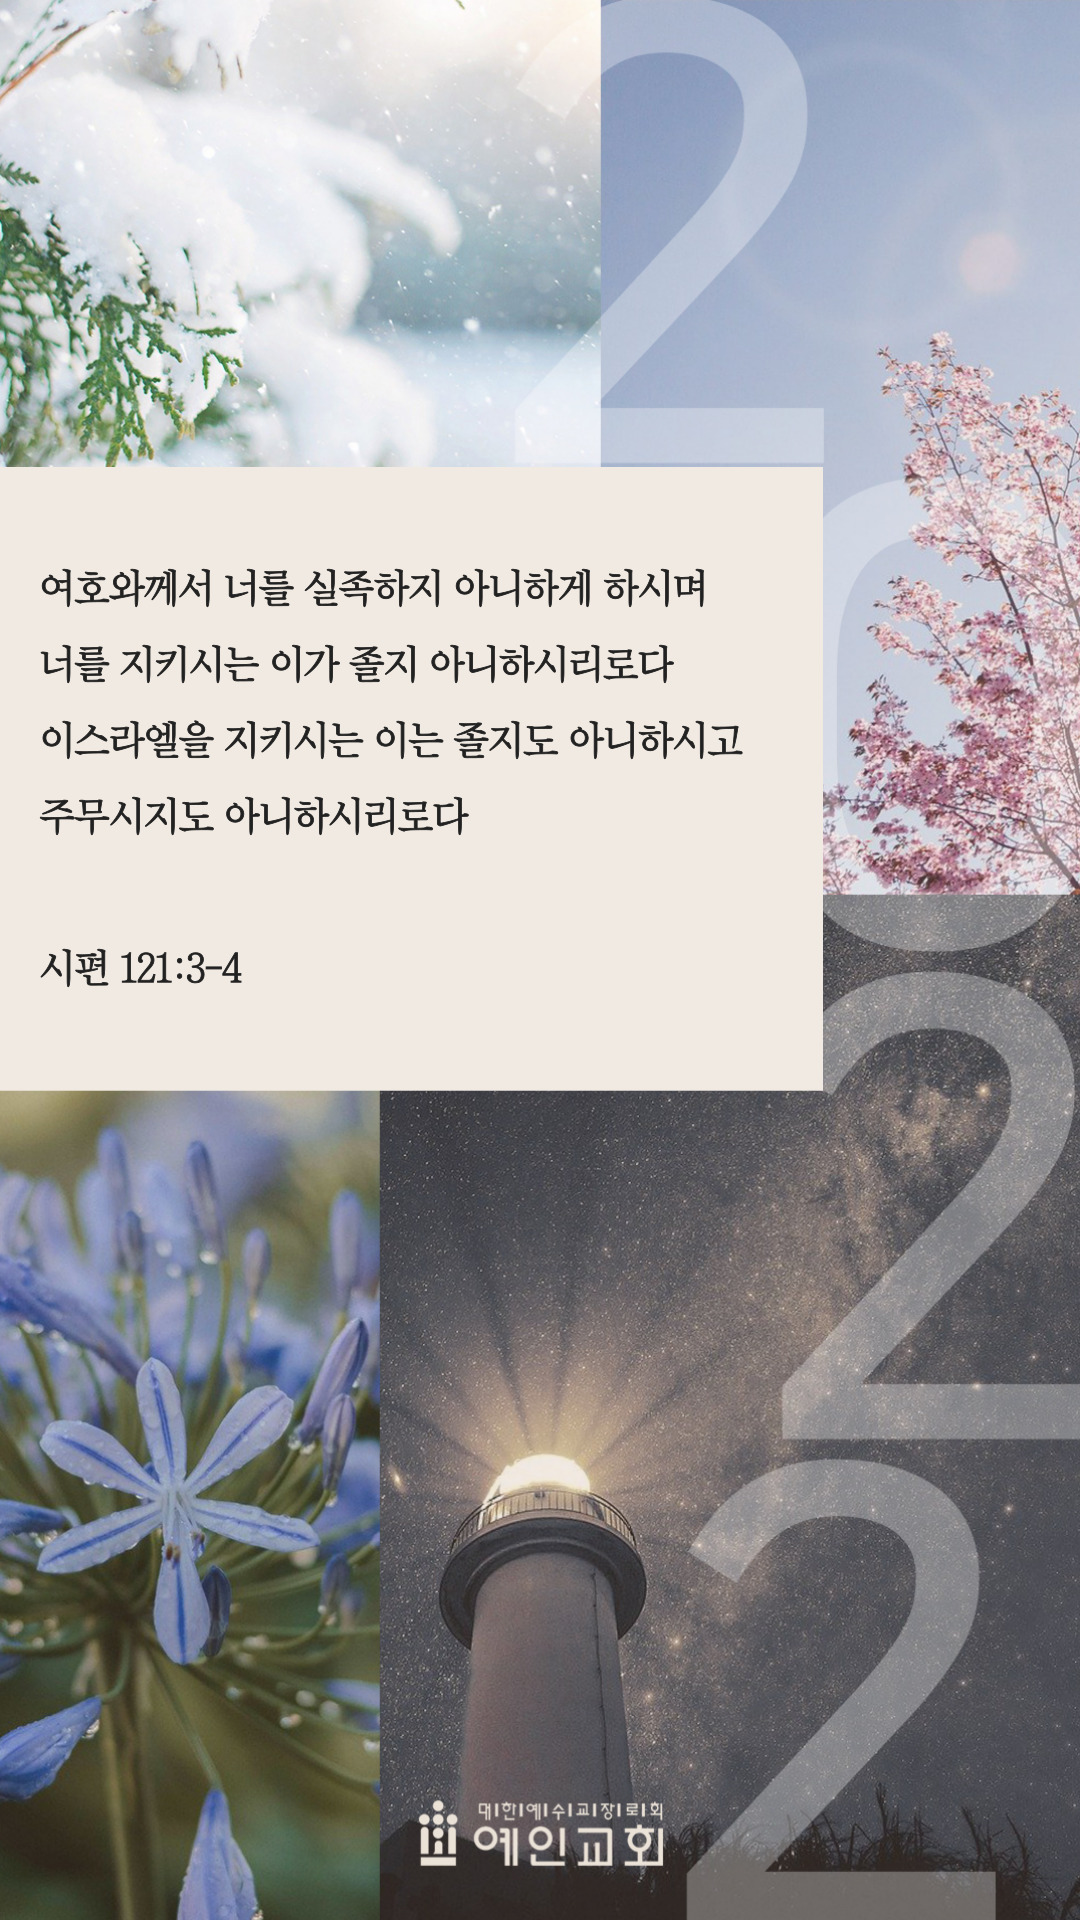 2
0
2
2
여호와께서 너를 실족하지 아니하게 하시며
너를 지키시는 이가 졸지 아니하시리로다
이스라엘을 지키시는 이는 졸지도 아니하시고
주무시지도 아니하시리로다
시편 121:3-4
대한예수교장로회
예인교회